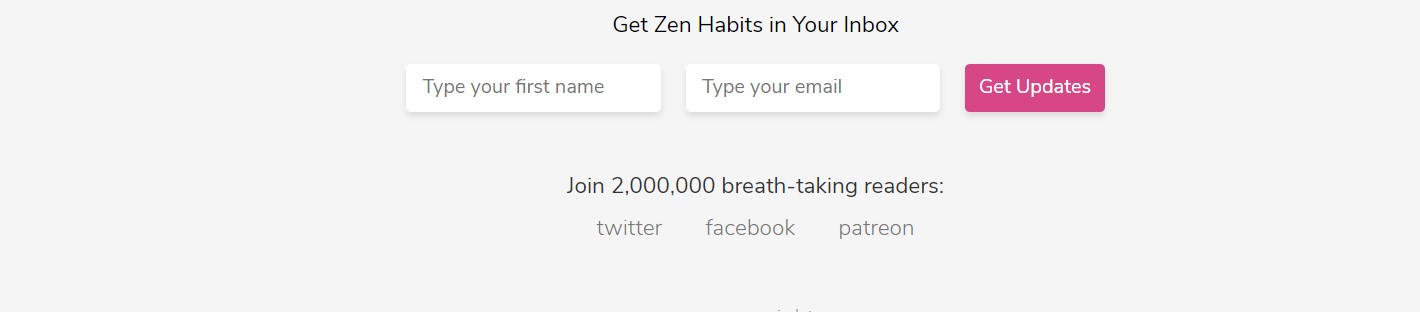 Get Zen Habits in Your Inbox
Type your first name Type your email Get Updates
Join 2,000,000 breath-taking readers:
twitter facebook patreon